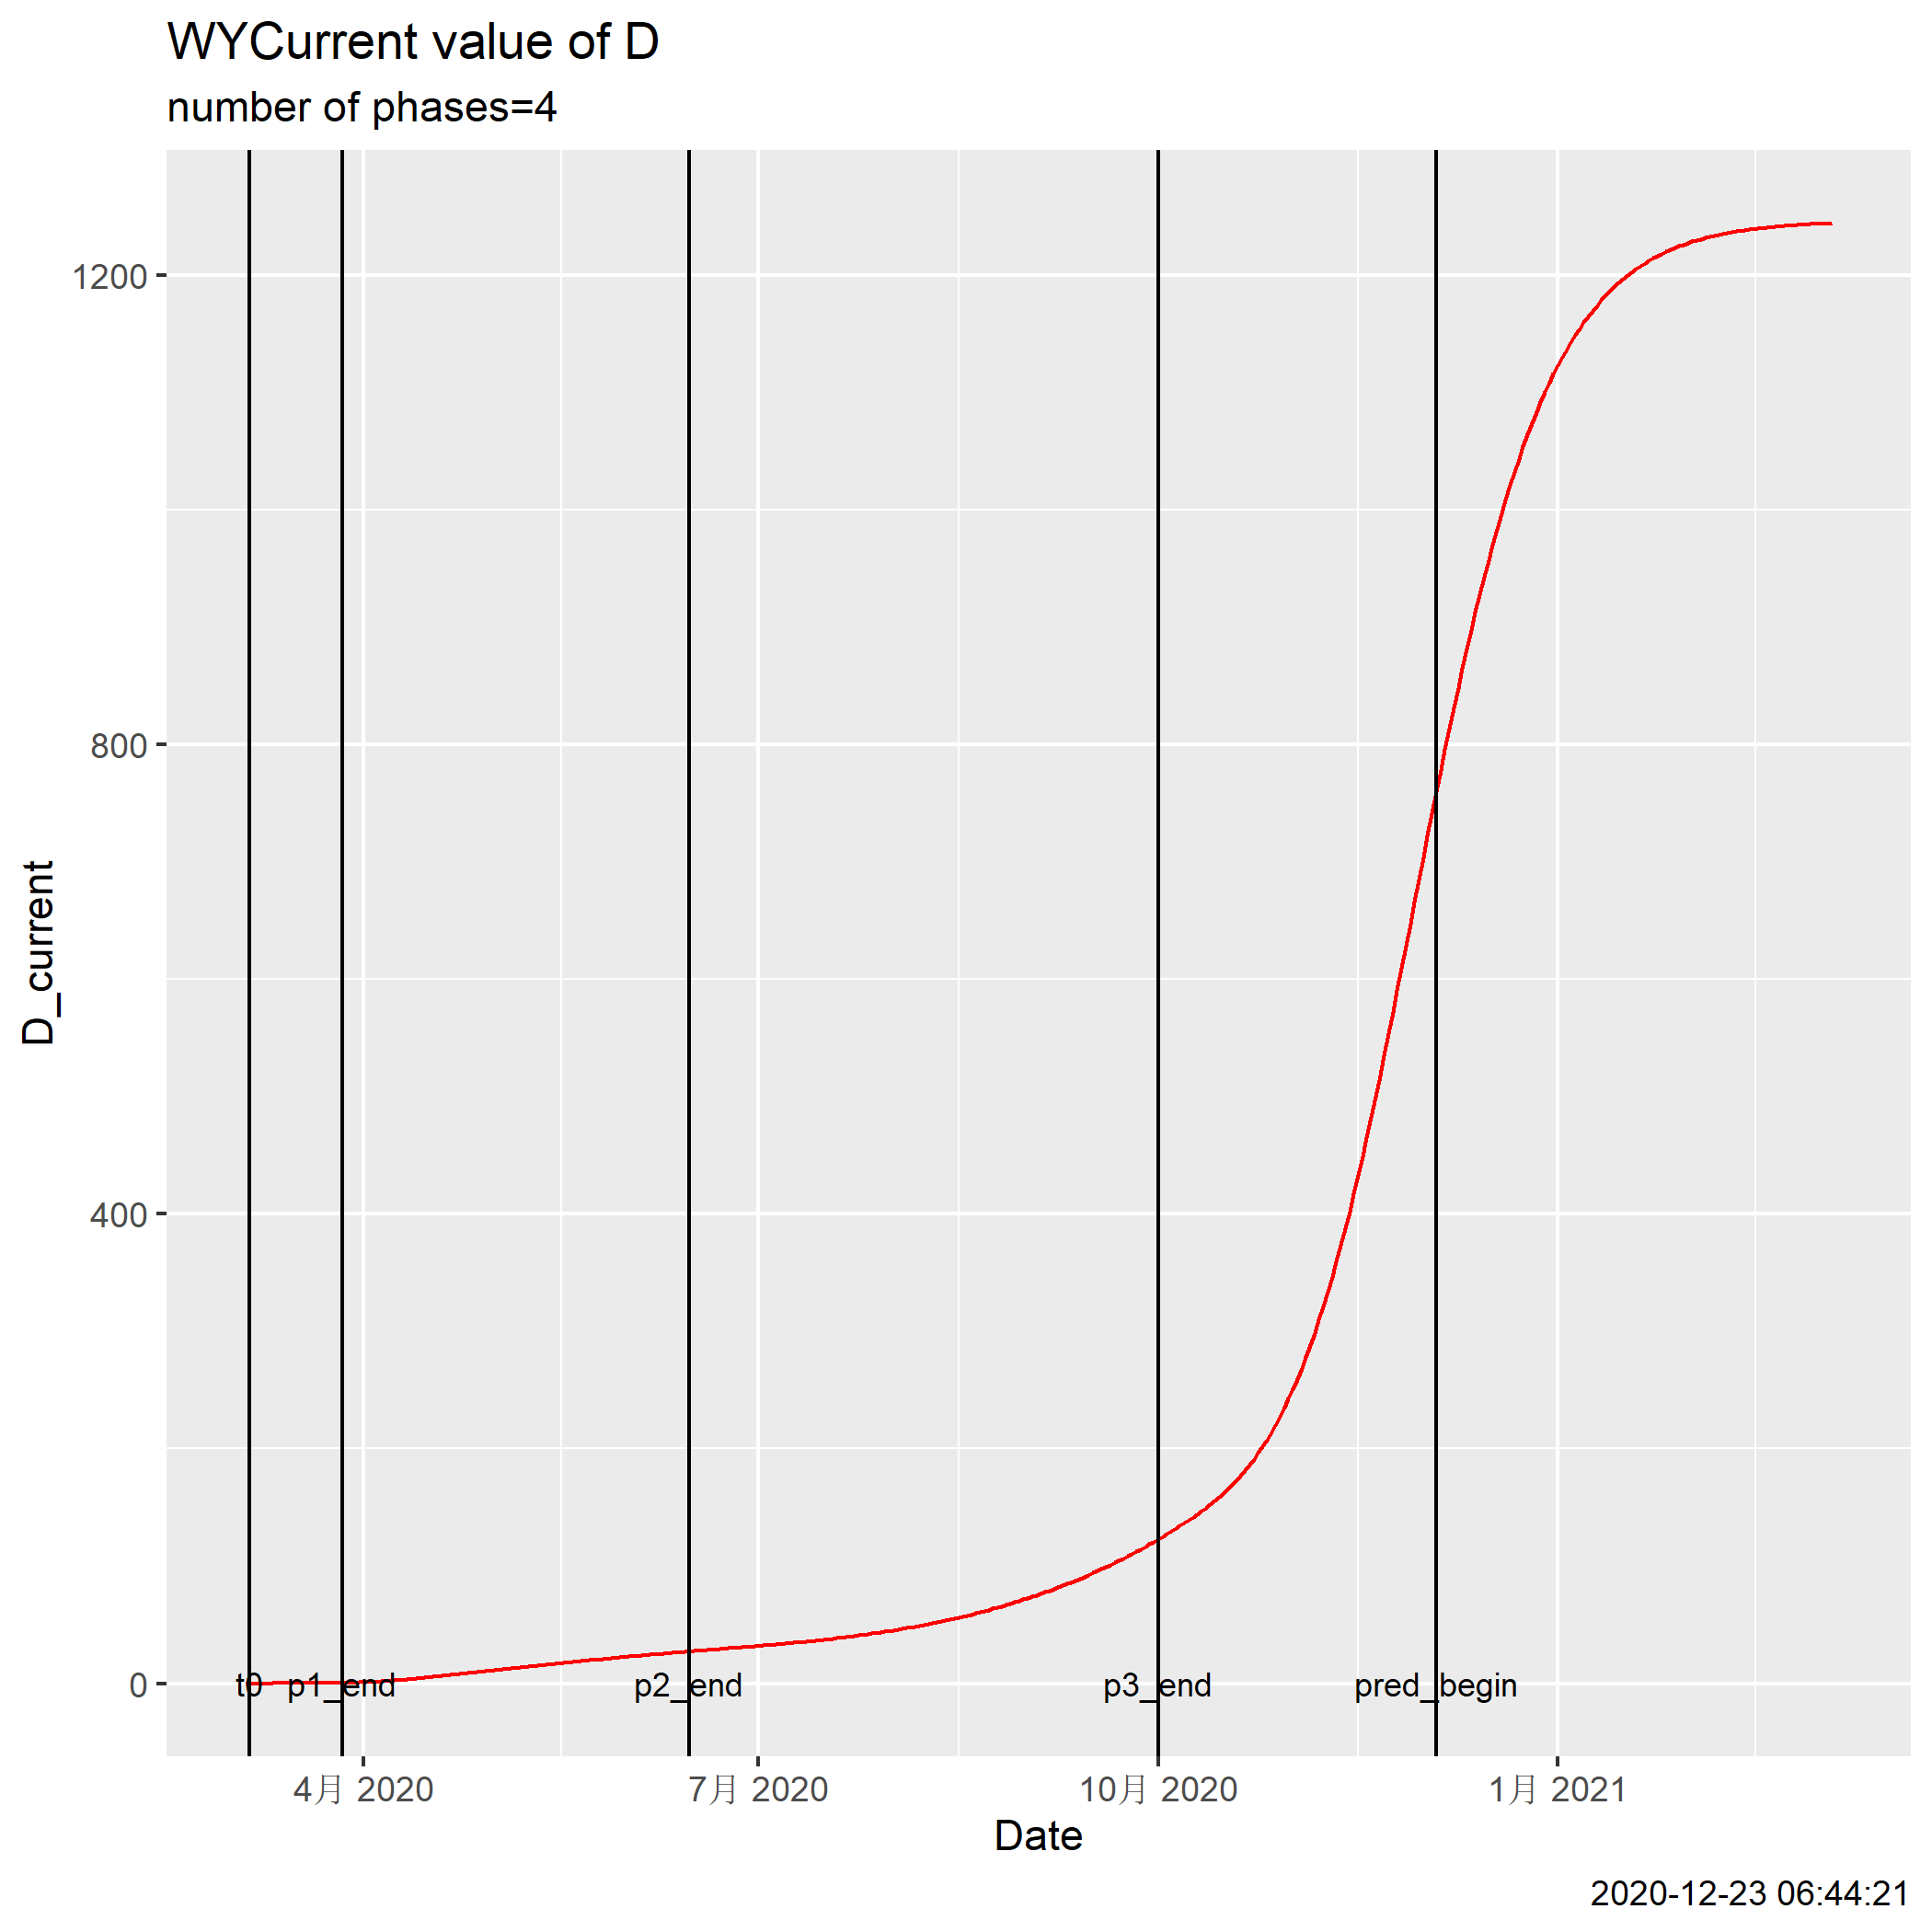 WYCurrent value of D
number of phases=4
1200
800
400
0
D_current
t0 p1_end p2_end p3_end pred_begin
4月 2020 7月 2020 10月 2020 1月 2021
Date
2020-12-23 06:44:21